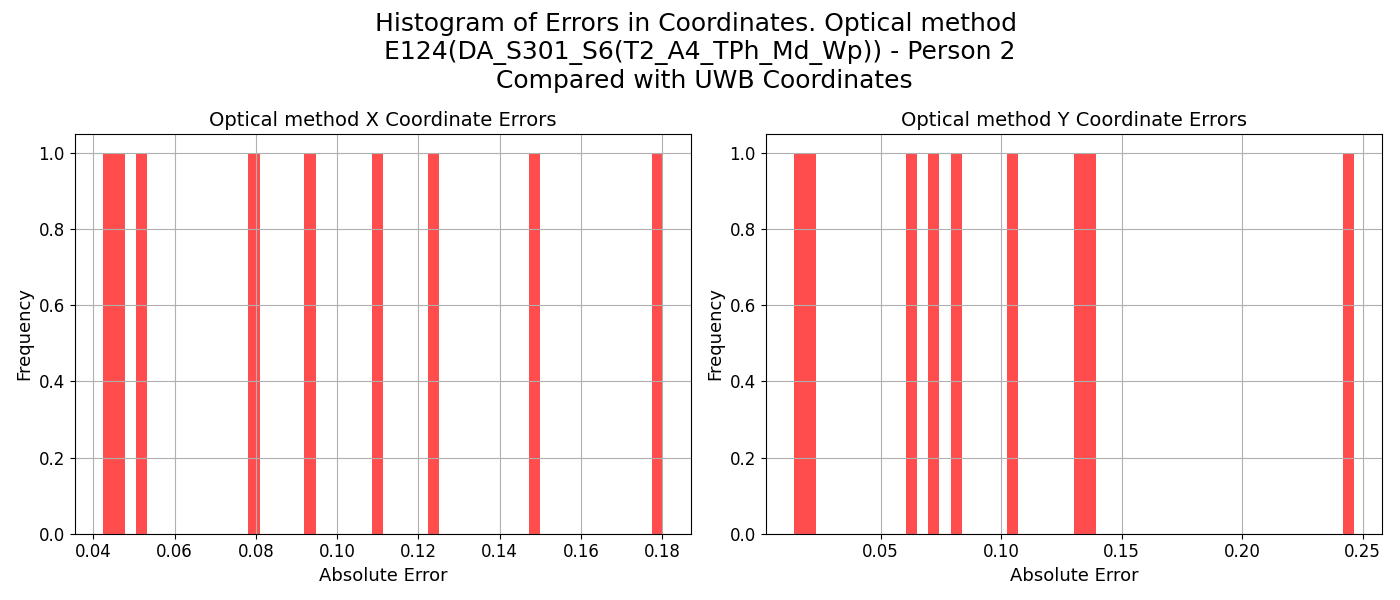 Histogram of Errors in Coordinates. Optical method
E124(DA_S301_S6(T2_A4_TPh_Md_Wp)) - Person 2
Compared with UWB Coordinates
Optical method X Coordinate Errors
Frequency
1.0
0.8
0.6
0.4
0.2
0.0
0.04 0.06 0.08 0.10 0.12 0.14 0.16 0.18
Absolute Error
Optical method Y Coordinate Errors
Frequency
1.0
0.8
0.6
0.4
0.2
0.0
0.05 0.10 0.15 0.20 0.25
Absolute Error